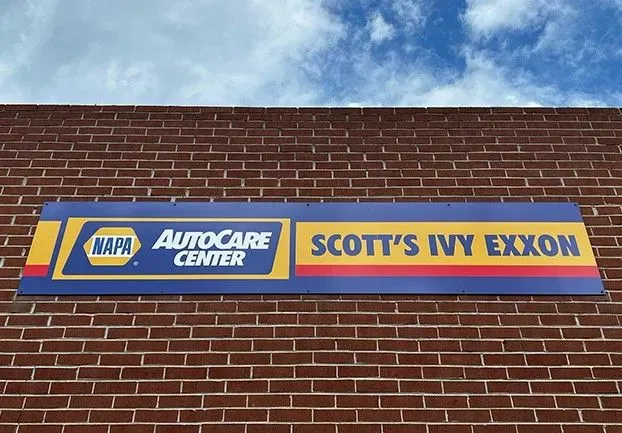 NAPA
AUTOCARE
CENTER
SCOTT'S IVY EXXON